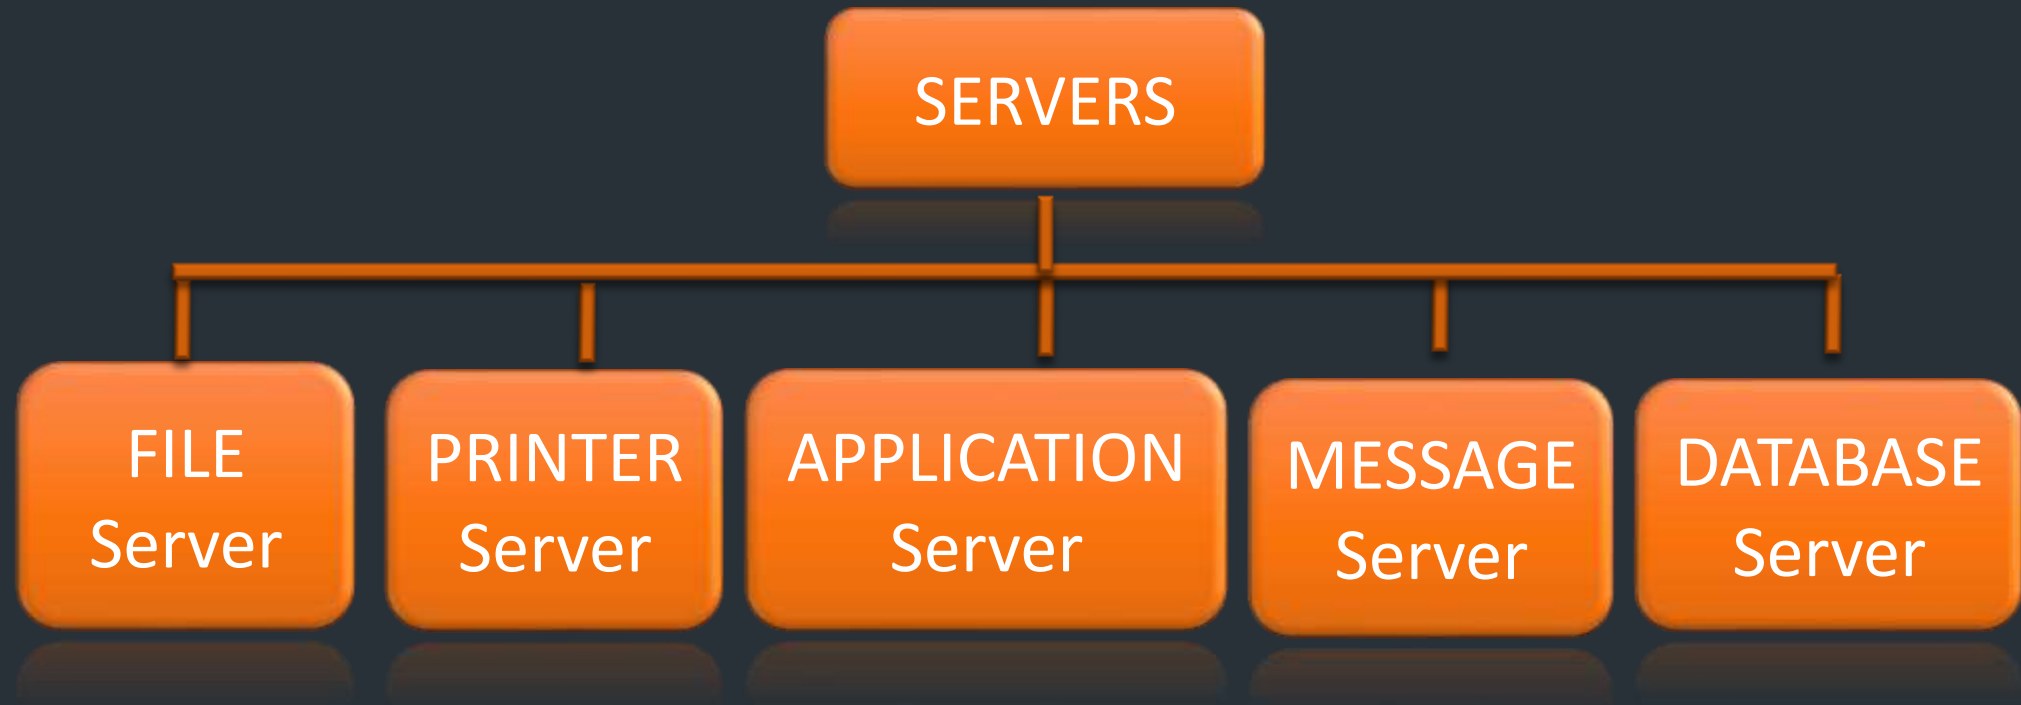 SERVERS
FILE
Server
PRINTER
Server
APPLICATION
Server
MESSAGE
Server
DATABASE
Server